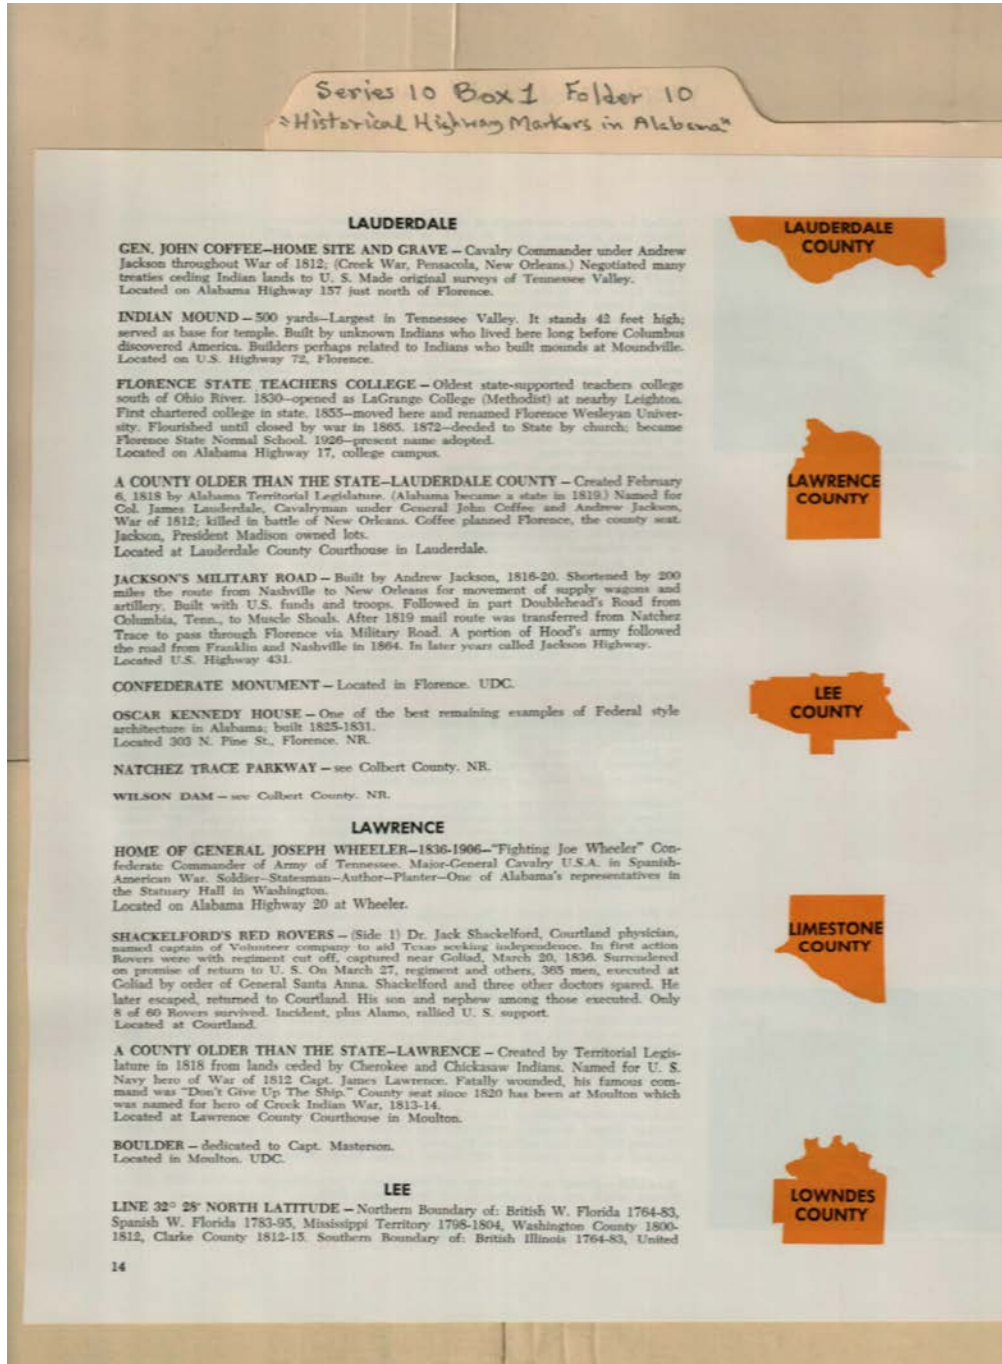 Series 10 Box 1 Folder 10
"Historical Highway Markers in Alabama"
LAUDERDALE
GEN. JOHN COFFEE—HOME SITE AND GRAVE — Cavalry Commander under Andrew
Jackson throughout War of 1812; (Creek War, Pensacola, New Orleans.) Negotiated many
treaties ceding Indian lands to U. S. Made original surveys of Tennessee Valley.
Located on Alabama Highway 157 just north of Florence.
INDIAN MOUND — 500 yards—Largest in Tennessee Valley. It stands 42 feet high;
served as base for temple. Built by unknown Indians who lived here long before Columbus
discovered America. Builders perhaps related to Indians who built mounds at Moundville.
Located on U.S. Highway 72, Florence.
FLORENCE STATE TEACHERS COLLEGE — Oldest state-supported teachers college
south of Ohio River. 1830—opened as LaGrange College (Methodist) at nearby Leighton.
First chartered college in state. 1855—moved here and renamed Florence Wesleyan Univer-
sity. Flourished until closed by war in 1865. 1872—deeded to State by church; became
Florence State Normal School. 1926—present name adopted.
Located on Alabama Highway 17, college campus.
A COUNTY OLDER THAN THE STATE—LAUDERDALE COUNTY — Created February
6, 1818 by Alabama Territorial Legislature. (Alabama became a state in 1819.) Named for
Col. James Lauderdale, Cavalryman under General John Coffee and Andrew Jackson,
War of 1812; killed in battle of New Orleans. Coffee planned Florence, the county seat.
Jackson, President Madison owned lots.
Located at Lauderdale County Courthouse in Lauderdale.
JACKSON'S MILITARY ROAD — Built by Andrew Jackson, 1816-20. Shortened by 200
miles the route from Nashville to New Orleans for movement of supply wagons and
artillery. Built with U.S. funds and troops. Followed in part Doublehead's Road from
Columbia, Tenn., to Muscle Shoals. After 1819 mail route was transferred from Natchez
Trace to pass through Florence via Military Road. A portion of Hood's army followed
the road from Franklin and Nashville in 1864. In later years called Jackson Highway.
Located U.S. Highway 431.
CONFEDERATE MONUMENT — Located in Florence. UDC.
OSCAR KENNEDY HOUSE — One of the best remaining examples of Federal style
architecture in Alabama; built 1825-1831.
Located 303 N. Pine St., Florence. NR.
NATCHEZ TRACE PARKWAY — see Colbert County. NR.
WILSON DAM — see Colbert County. NR.
LAWRENCE
HOME OF GENERAL JOSEPH WHEELER—1836-1906—"Fighting Joe Wheeler" Con-
federate Commander of Army of Tennessee. Major-General Cavalry U.S.A. in Spanish-
American War. Soldier—Statesman—Author—Planter—One of Alabama's representatives in
the Statuary Hall in Washington.
Located on Alabama Highway 20 at Wheeler.
SHACKELFORD'S RED ROVERS — (Side 1) Dr. Jack Shackelford, Courtland physician,
named captain of Volunteer company to aid Texas seeking independence. In first action
Rovers were with regiment cut off, captured near Goliad, March 20, 1836. Surrendered
on promise of return to U. S. On March 27, regiment and others, 365 men, executed at
Goliad by order of General Santa Anna. Shackelford and three other doctors spared. He
later escaped, returned to Courtland. His son and nephew among those executed. Only
8 of 60 Rovers survived. Incident, plus Alamo, rallied U. S. support.
Located at Courtland.
A COUNTY OLDER THAN THE STATE—LAWRENCE — Created by Territorial Legis-
lature in 1818 from lands ceded by Cherokee and Chickasaw Indians. Named for U. S.
Navy hero of War of 1812 Capt. James Lawrence. Fatally wounded, his famous com-
mand was "Don't Give Up The Ship." County seat since 1820 has been at Moulton which
was named for hero of Creek Indian War, 1813-14.
Located at Lawrence County Courthouse in Moulton.
BOULDER — dedicated to Capt. Masterson.
Located in Moulton. UDC.
LEE
LINE 32° 28' NORTH LATITUDE — Northern Boundary of: British W. Florida 1764-83,
Spanish W. Florida 1783-95, Mississippi Territory 1798-1804, Washington County 1800-
1812, Clarke County 1812-15. Southern Boundary of: British Illinois 1764-83, United
14
LAUDERDALE
COUNTY
LAWRENCE
COUNTY
LEE
COUNTY
LIMESTONE
COUNTY
LOWNDES
COUNTY